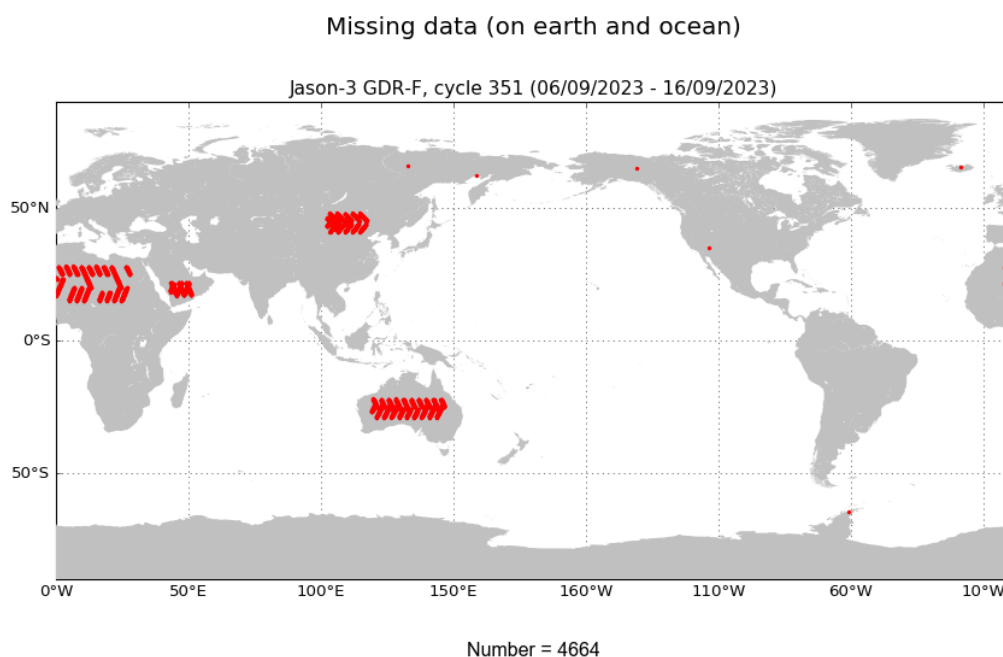 Missing data (on earth and ocean)
Jason-3 GDR-F, cycle 351 (06/09/2023 - 16/09/2023)
50°N
0°S
50°S
0°W 50°E 100°E 150°E 160°W 110°W 60°W 10°W
Number = 4664